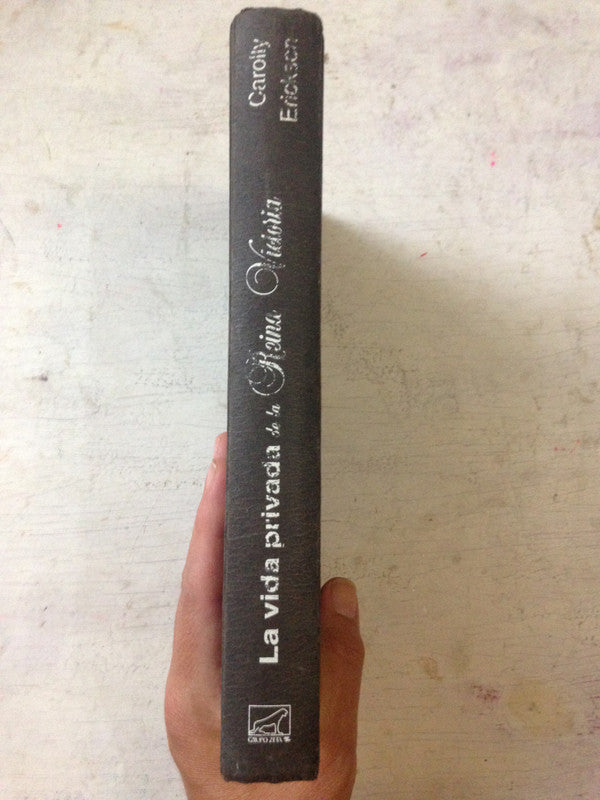 Carolly
Erickson
La vida privada de la Reina Victoria
GRUPO ZETA